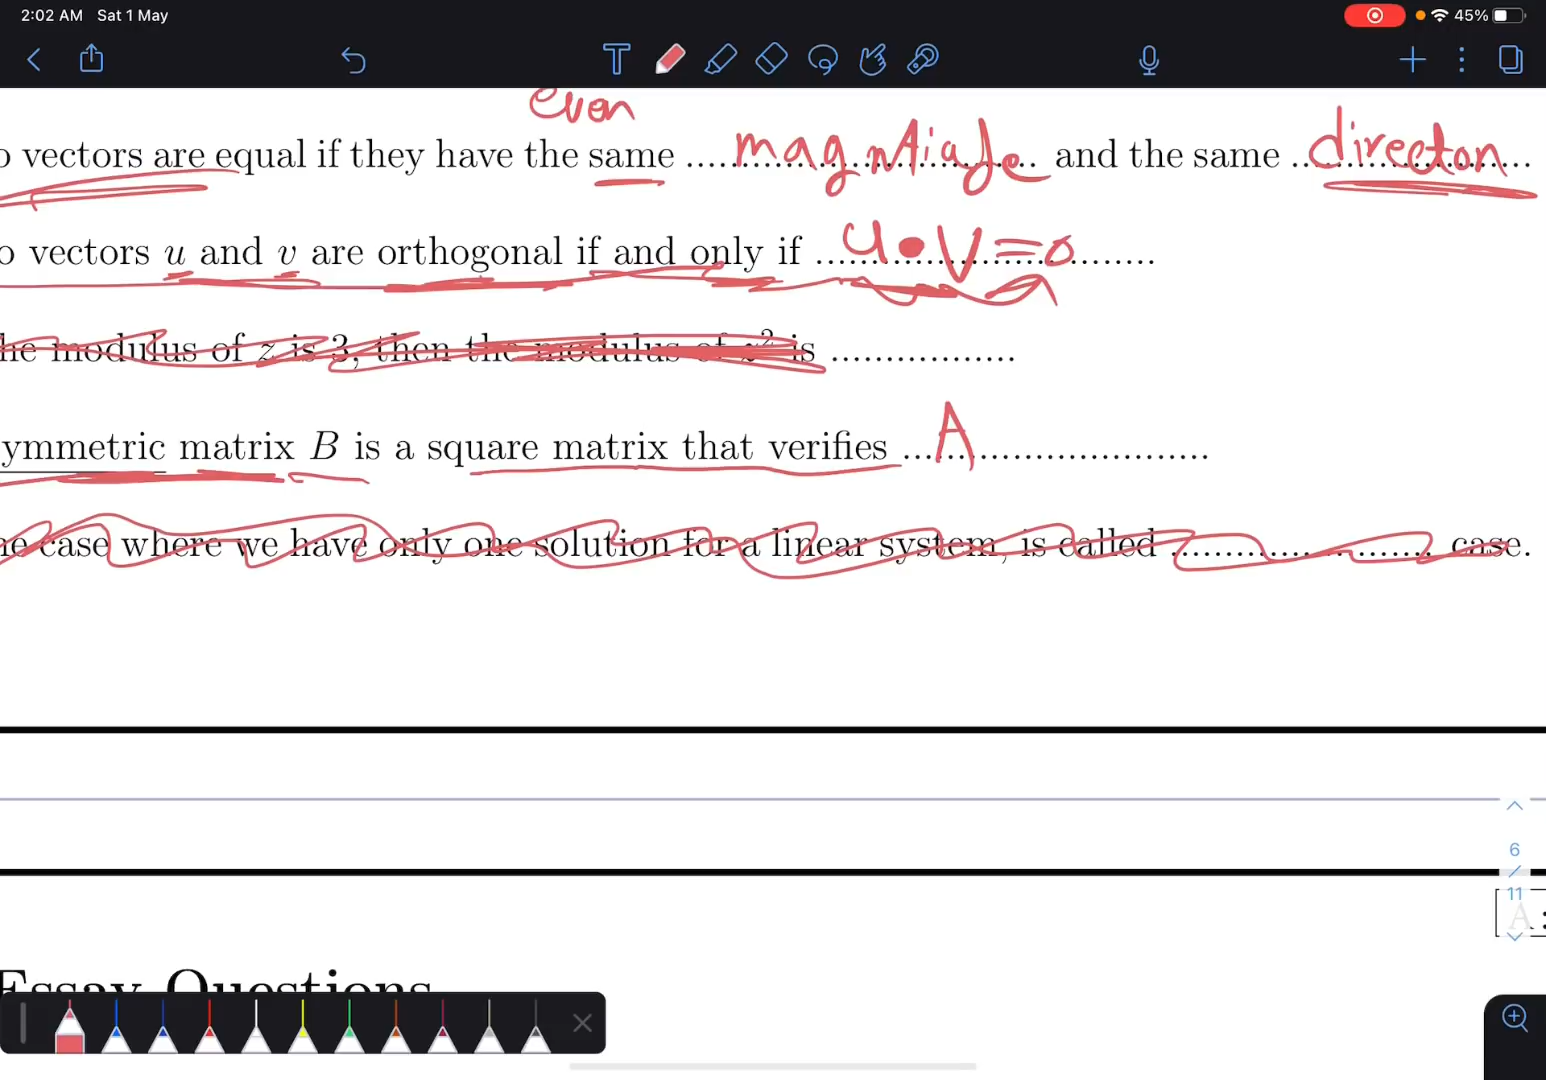 2:02 AM Sat 1 May
45%
even
o vectors are equal if they have the same .... magntiade and the same .. directon
o vectors u and v are orthogonal if and only if ... u • v = 0 ........
he modulus of z is 3, then the modulus of z² is ................
ymmetric matrix B is a square matrix that verifies ... A ....................
he case where we have only one solution for a linear system, is called ....................... case.
6
11
A :
Essay Questions